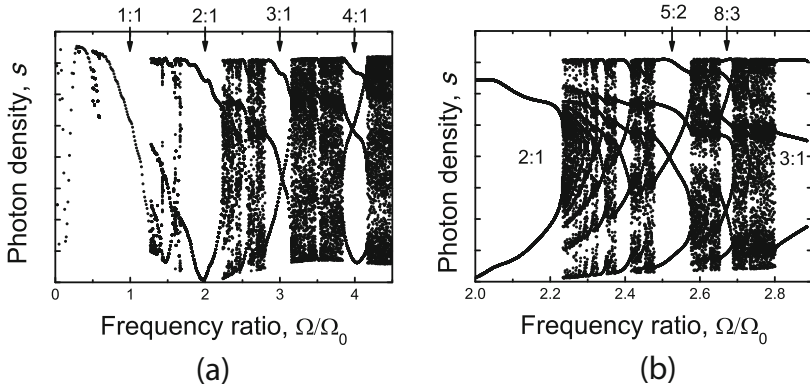 1:1 2:1 3:1 4:1
Photon density, s
0 1 2 3 4
Frequency ratio, Ω/Ω0
(a)
5:2 8:3
Photon density, s
2:1
3:1
2.0 2.2 2.4 2.6 2.8
Frequency ratio, Ω/Ω0
(b)